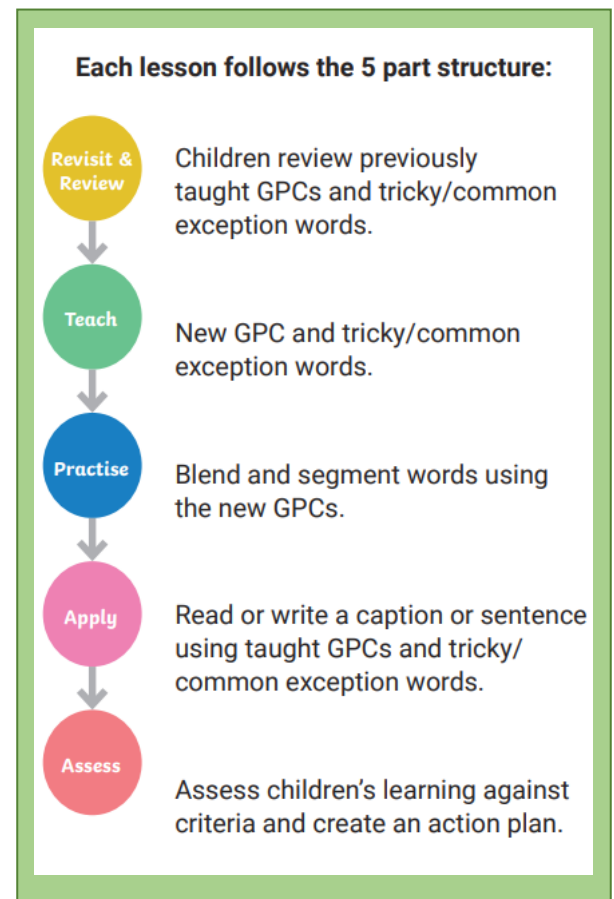 Each lesson follows the 5 part structure:
Revisit &
Review
Children review previously
taught GPCs and tricky/common
exception words.
Teach
New GPC and tricky/common
exception words.
Practise
Blend and segment words using
the new GPCs.
Apply
Read or write a caption or sentence
using taught GPCs and tricky/
common exception words.
Assess
Assess children’s learning against
criteria and create an action plan.